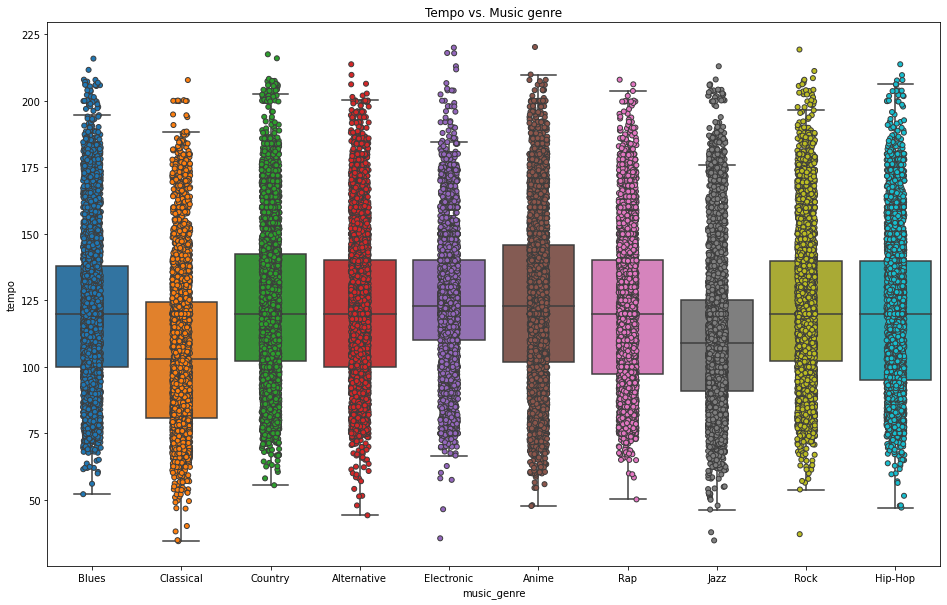 Tempo vs. Music genre
225
200
175
150
125
100
75
50
tempo
Blues Classical Country Alternative Electronic Anime Rap Jazz Rock Hip-Hop
music_genre